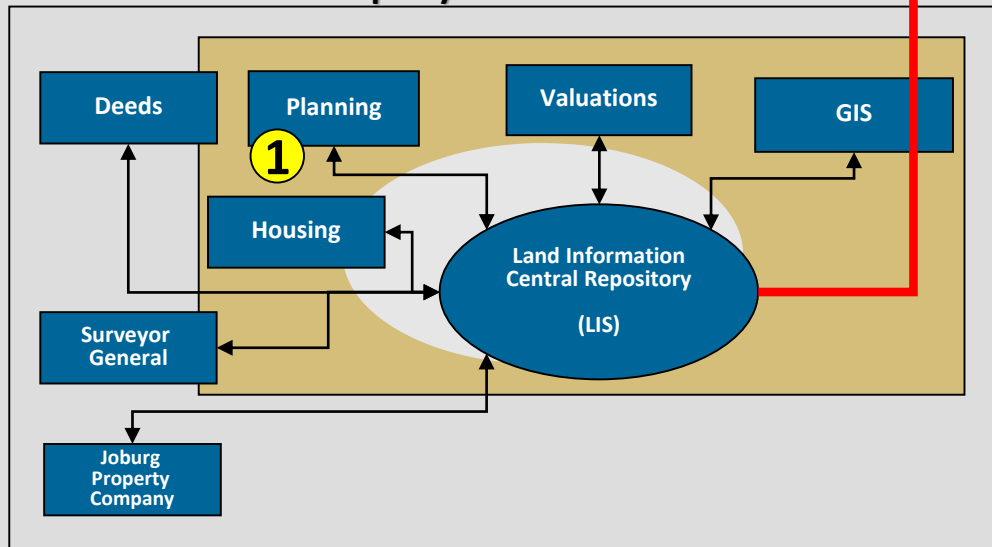 Deeds
Planning
Valuations
GIS
1
Housing
Land Information
Central Repository
(LIS)
Surveyor
General
Joburg
Property
Company